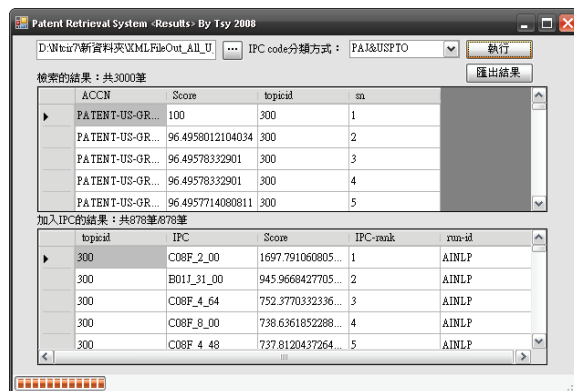 Patent Retrieval System <Results> By Tsy 2008
D:\Ntcir7\新資料夾\XMLFileOut_All_U ... IPC code分類方式： PAJ&USPTO 執行
檢索的結果：共3000筆 匯出結果
ACCN Score topicid sn
PATENT-US-GR... 100 300 1
PATENT-US-GR... 96.4958012104034 300 2
PATENT-US-GR... 96.49578332901 300 3
PATENT-US-GR... 96.49578332901 300 4
PATENT-US-GR... 96.4957714080811 300 5
加入IPC的結果：共878筆/878筆
topicid IPC Score IPC-rank run-id
300 C08F_2_00 1697.791060805... 1 AINLP
300 B01J_31_00 945.9668427705... 2 AINLP
300 C08F_4_64 752.3770332336... 3 AINLP
300 C08F_8_00 738.6361852288... 4 AINLP
300 C08F_4_48 737.8120437264... 5 AINLP